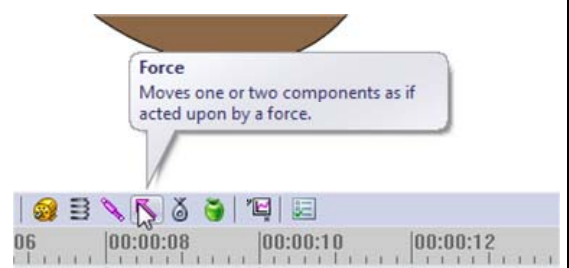 Force
Moves one or two components as if
acted upon by a force.
06 00:00:08 00:00:10 00:00:12